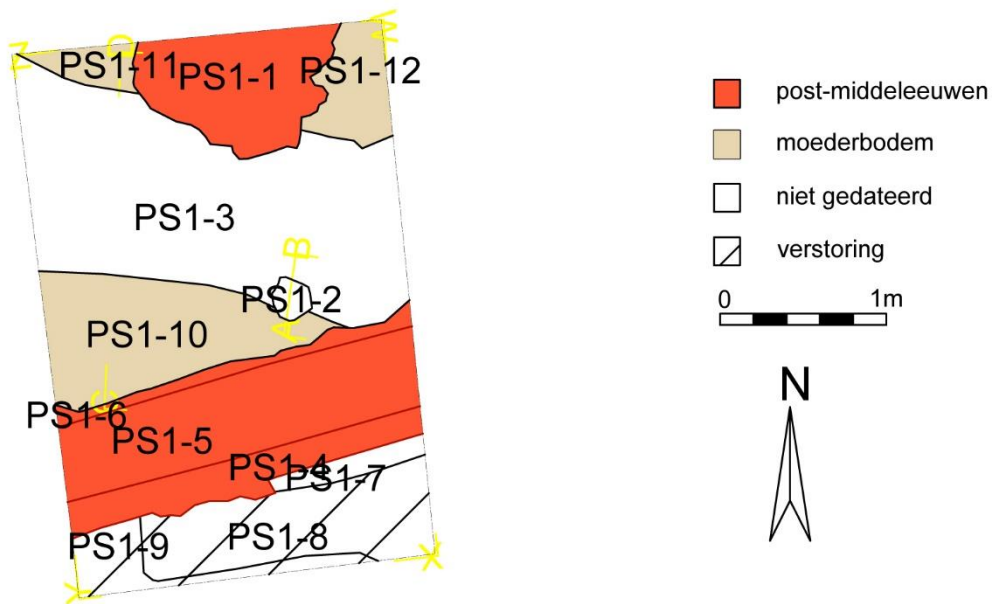 Z
D
W
PS1-11
PS1-1
PS1-12
PS1-3
B
PS1-2
A
PS1-10
C
PS1-6
PS1-5
PS1-4
PS1-7
PS1-9
PS1-8
Y
X
post-middeleeuwen
moederbodem
niet gedateerd
verstoring
0 1m
N